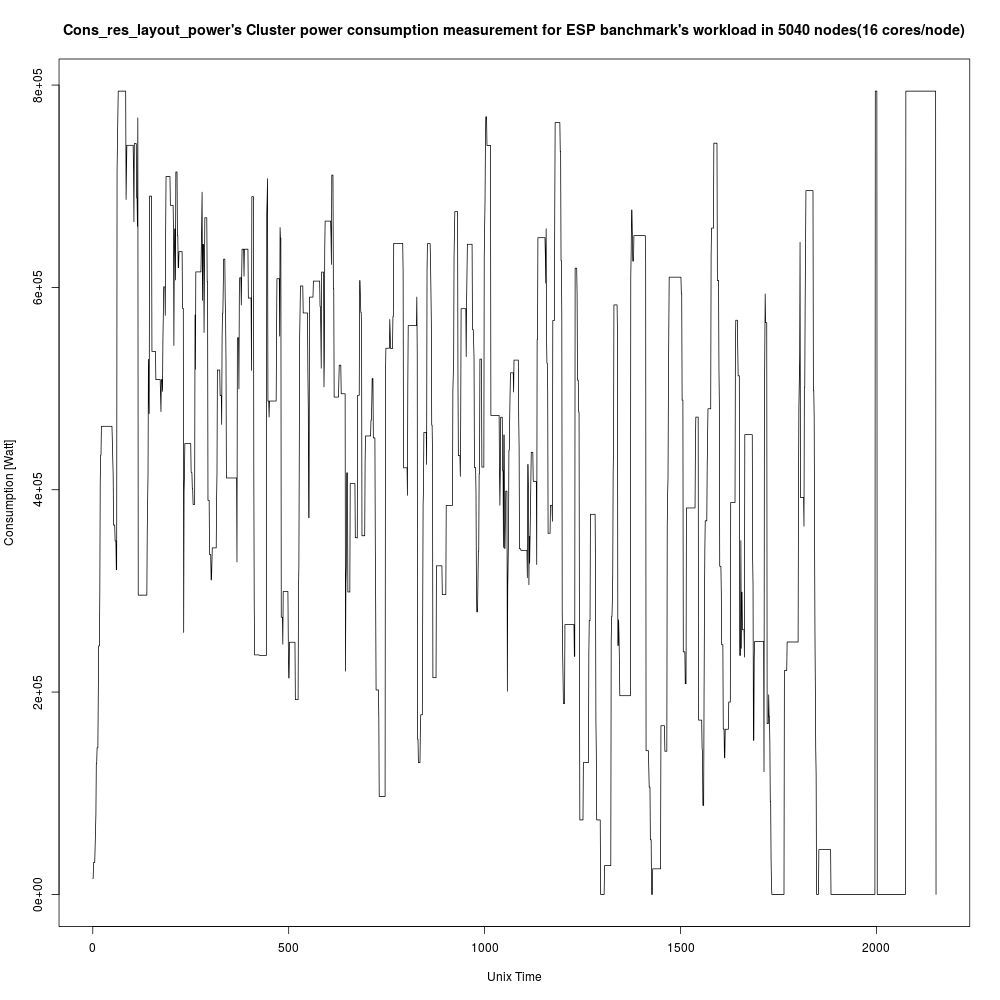 Cons_res_layout_power's Cluster power consumption measurement for ESP banchmark's workload in 5040 nodes(16 cores/node)
Consumption [Watt]
8e+05
6e+05
4e+05
2e+05
0e+00
0 500 1000 1500 2000
Unix Time